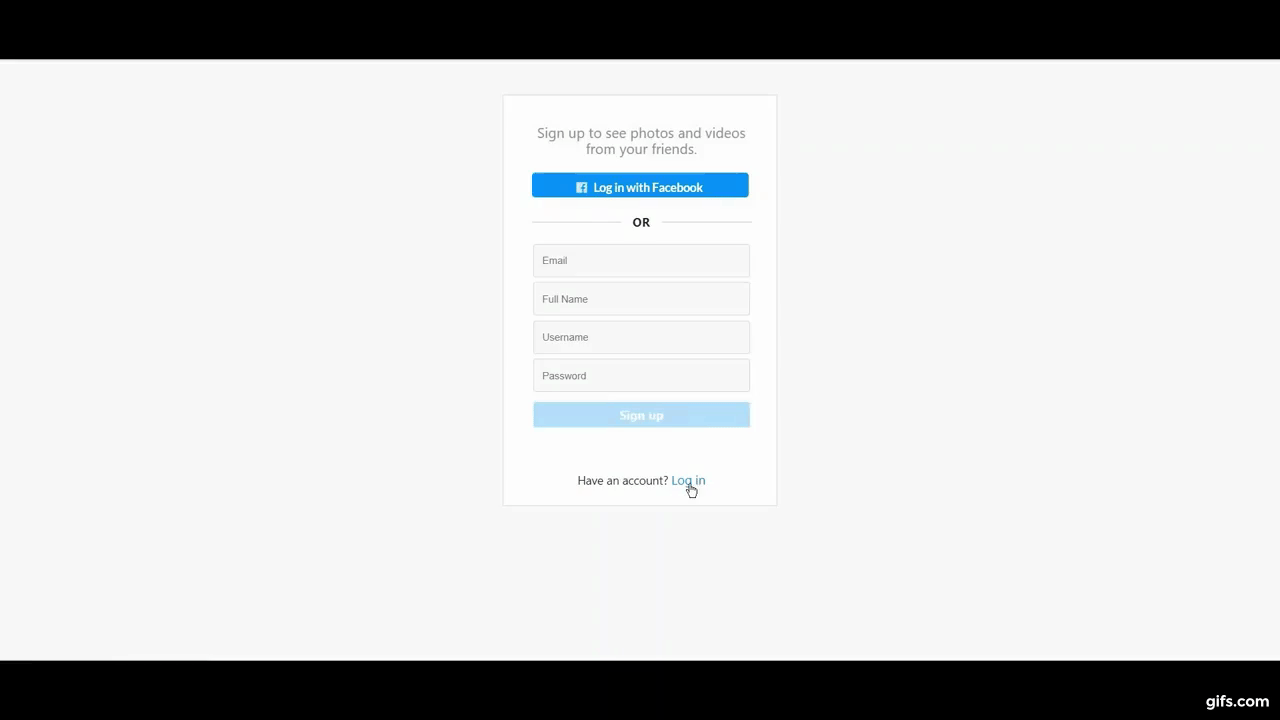 Sign up to see photos and videos
from your friends.
Log in with Facebook
OR
Email
Full Name
Username
Password
Sign up
Have an account? Log in
gifs.com